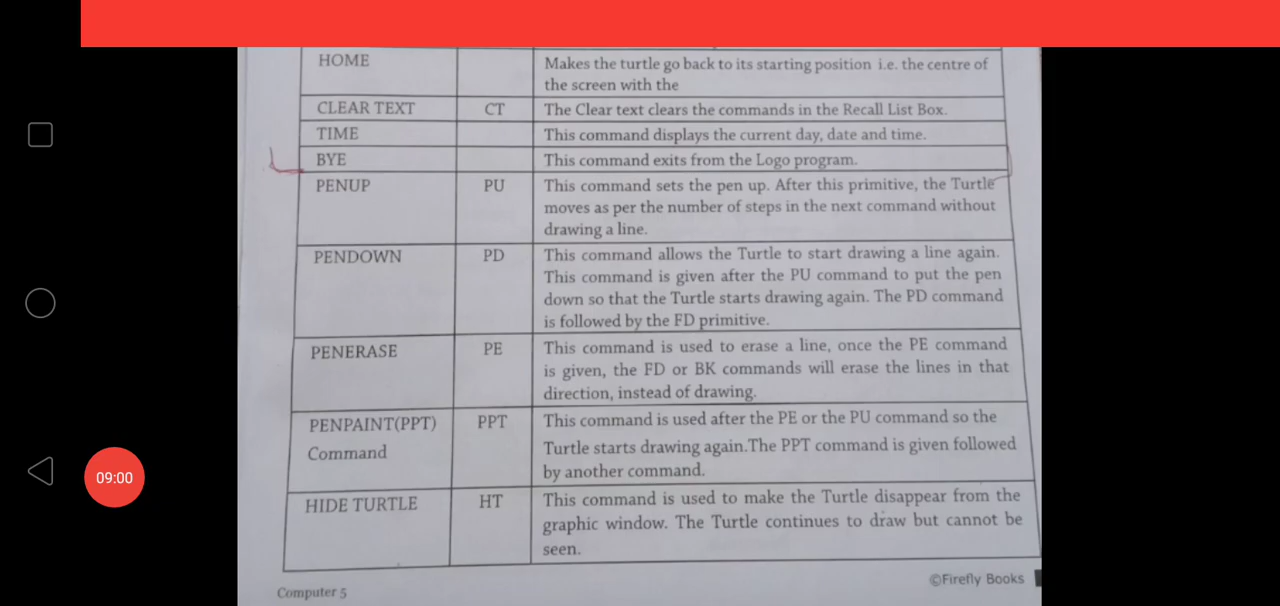 HOME
Makes the turtle go back to its starting position i.e. the centre of
the screen with the
CLEAR TEXT CT The Clear text clears the commands in the Recall List Box.
TIME This command displays the current day, date and time.
BYE This command exits from the Logo program.
PENUP PU This command sets the pen up. After this primitive, the Turtle
moves as per the number of steps in the next command without
drawing a line.
PENDOWN PD This command allows the Turtle to start drawing a line again.
This command is given after the PU command to put the pen
down so that the Turtle starts drawing again. The PD command
is followed by the FD primitive.
PENERASE PE This command is used to erase a line, once the PE command
is given, the FD or BK commands will erase the lines in that
direction, instead of drawing.
PENPAINT(PPT) PPT This command is used after the PE or the PU command so the
Command Turtle starts drawing again.The PPT command is given followed
by another command.
HIDE TURTLE HT This command is used to make the Turtle disappear from the
graphic window. The Turtle continues to draw but cannot be
seen.
Computer 5 ©Firefly Books
09:00